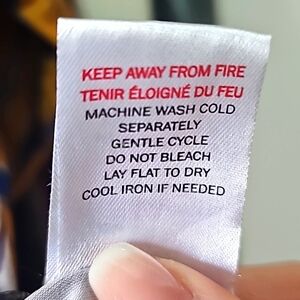 KEEP AWAY FROM FIRE
TENIR ÉLOIGNÉ DU FEU
MACHINE WASH COLD
SEPARATELY
GENTLE CYCLE
DO NOT BLEACH
LAY FLAT TO DRY
COOL IRON IF NEEDED